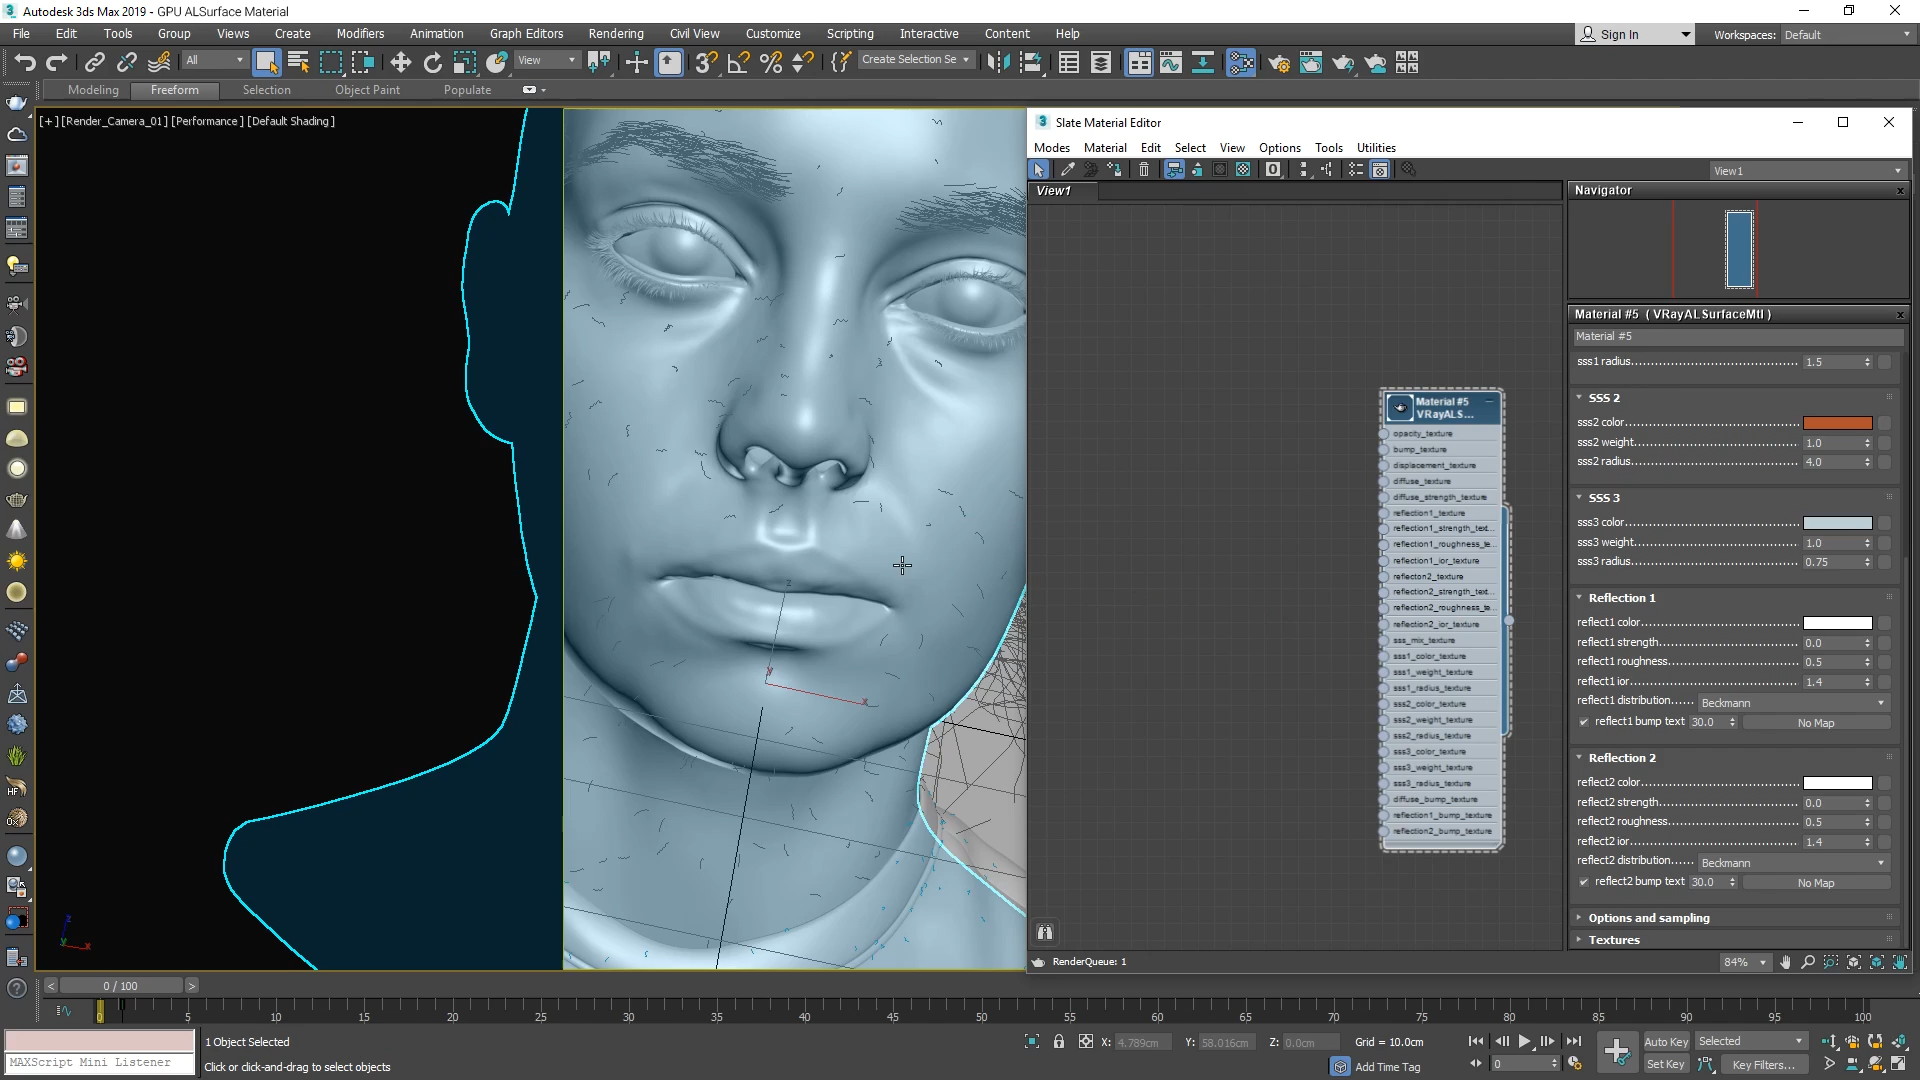 Autodesk 3ds Max 2019 - GPU ALSurface Material
File Edit Tools Group Views Create Modifiers Animation Graph Editors Rendering Civil View Customize Scripting Interactive Content Help
Sign In
Workspaces: Default
All
View
Create Selection Se
Modeling Freeform Selection Object Paint Populate
[+] [Render_Camera_01] [Performance ] [Default Shading ]
Slate Material Editor
Modes Material Edit Select View Options Tools Utilities
View1
View1
Navigator
Material #5 ( VRayALSurfaceMtl )
Material #5
sss1 radius 1.5
SSS 2
sss2 color
sss2 weight 1.0
sss2 radius 4.0
SSS 3
sss3 color
sss3 weight 1.0
sss3 radius 0.75
Reflection 1
reflect1 color
reflect1 strength 0.0
reflect1 roughness 0.5
reflect1 ior 1.4
reflect1 distribution...... Beckmann
reflect1 bump text 30.0 No Map
Reflection 2
reflect2 color
reflect2 strength 0.0
reflect2 roughness 0.5
reflect2 ior 1.4
reflect2 distribution...... Beckmann
reflect2 bump text 30.0 No Map
Options and sampling
Textures
Material #5
VRayALS...
opacity_texture
bump_texture
displacement_texture
diffuse_texture
diffuse_strength_texture
reflection1_texture
reflection1_strength_text...
reflection1_roughness_te...
reflection1_ior_texture
reflecton2_texture
reflection2_strength_text...
reflection2_roughness_te...
reflection2_ior_texture
sss_mix_texture
sss1_color_texture
sss1_weight_texture
sss1_radius_texture
sss2_color_texture
sss2_weight_texture
sss2_radius_texture
sss3_color_texture
sss3_weight_texture
sss3_radius_texture
diffuse_bump_texture
reflection1_bump_texture
reflection2_bump_texture
z
y
x
z
y
x
RenderQueue: 1
84%
< 0 / 100 >
0 5 10 15 20 25 30 35 40 45 50 55 60 65 70 75 80 85 90 95 100
MAXScript Mini Listener
1 Object Selected
Click or click-and-drag to select objects
X: 4.789cm Y: 58.016cm Z: 0.0cm Grid = 10.0cm
Add Time Tag
0
Auto Key Selected
Set Key Key Filters...